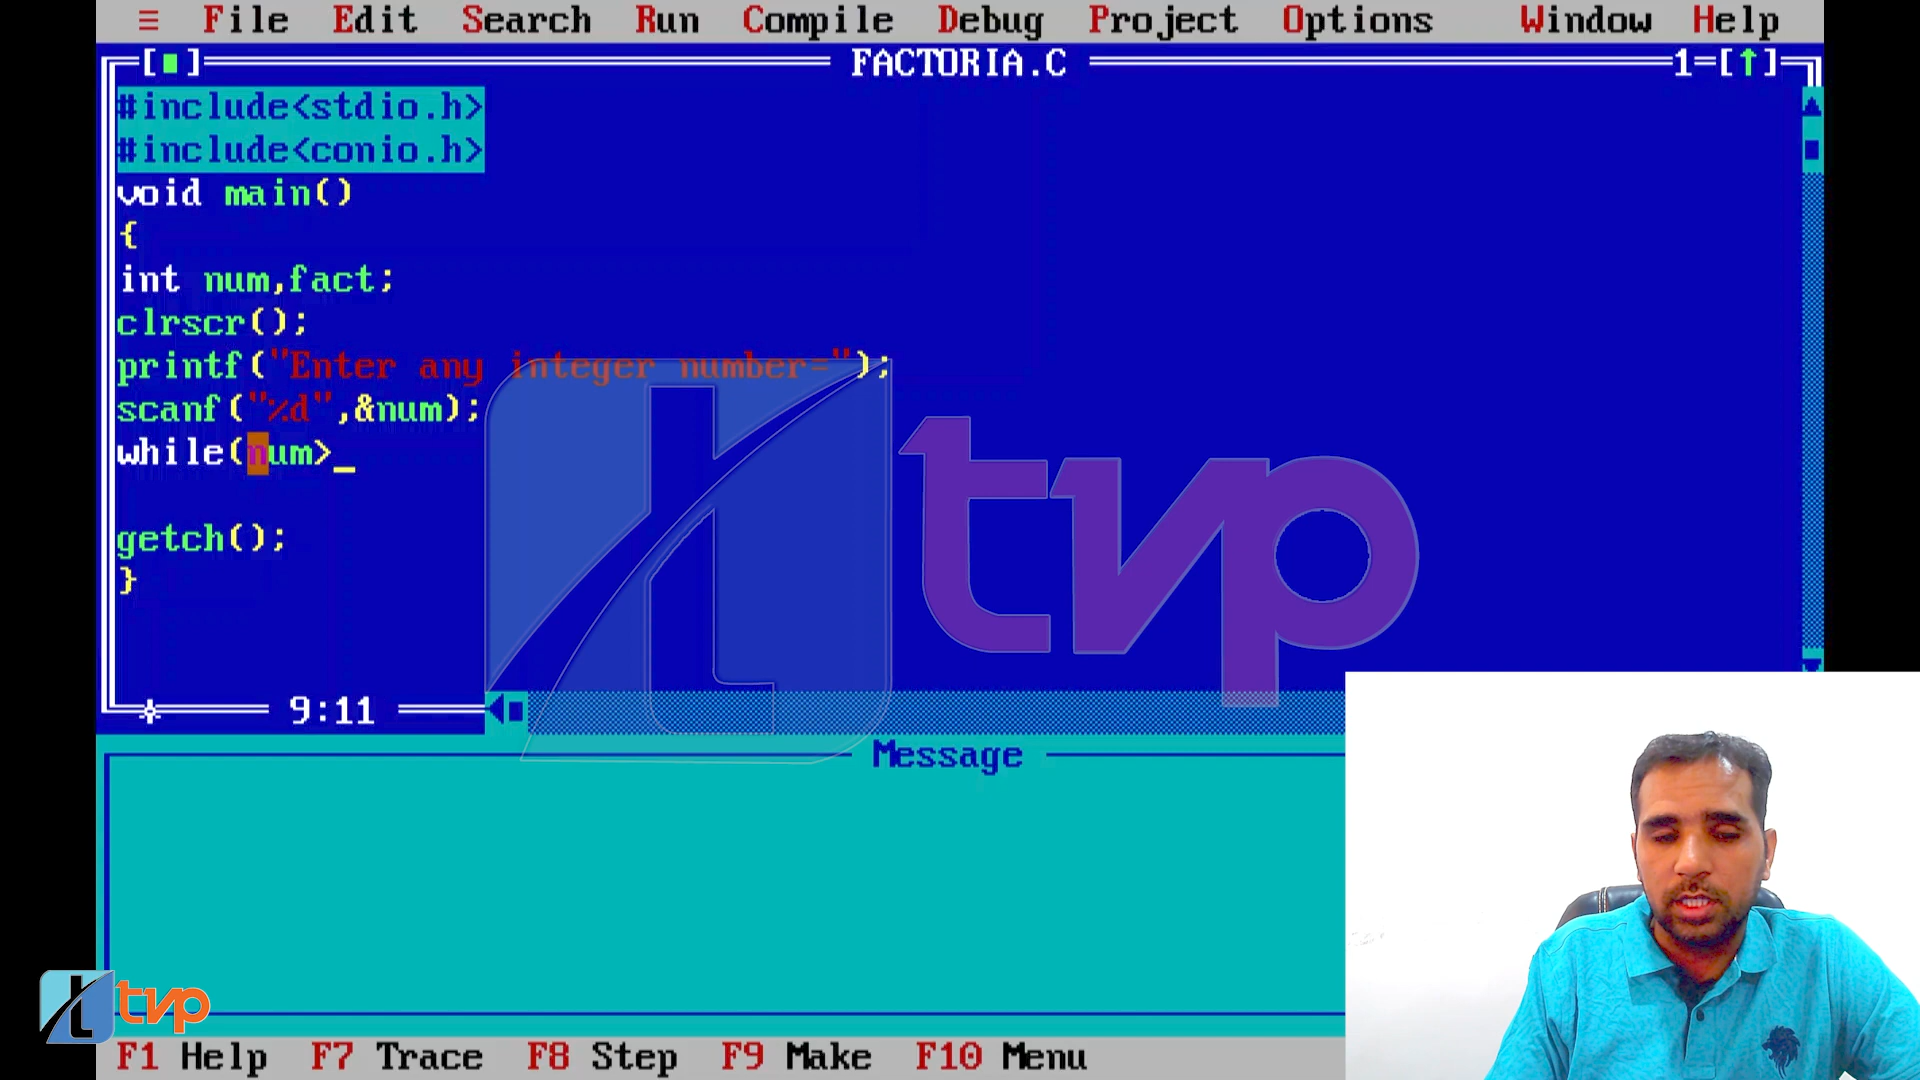 ≡ File Edit Search Run Compile Debug Project Options Window Help
[■] FACTORIA.C 1=[↑]
#include<stdio.h>
#include<conio.h>
void main()
{
int num,fact;
clrscr();
printf("Enter any integer number=");
scanf("%d",&num);
while(num>_
getch();
}
9:11
tvp
Message
tvp
F1 Help F7 Trace F8 Step F9 Make F10 Menu